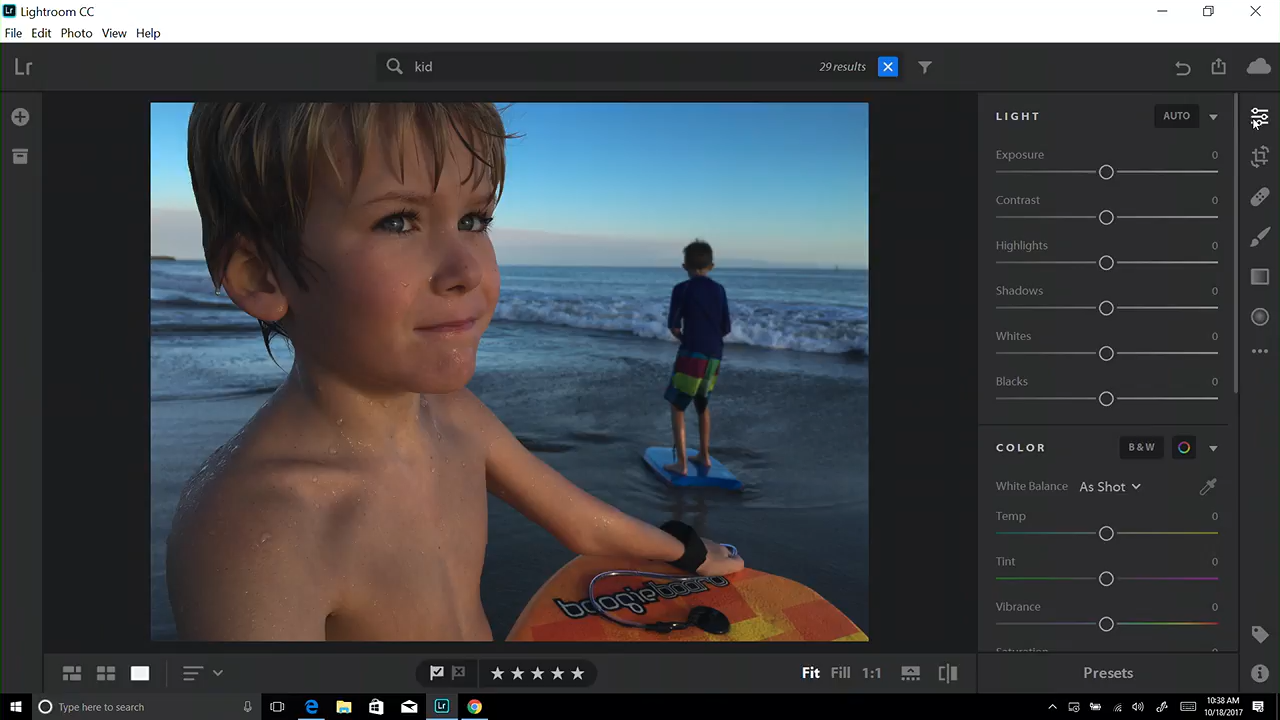 Lr Lightroom CC
File Edit Photo View Help
Lr kid 29 results
LIGHT AUTO
Exposure 0
Contrast 0
Highlights 0
Shadows 0
Whites 0
Blacks 0
COLOR B & W
White Balance As Shot
Temp 0
Tint 0
Vibrance 0
boogieboard
Fit Fill 1:1 Presets
Type here to search Lr
10:38 AM
10/18/2017